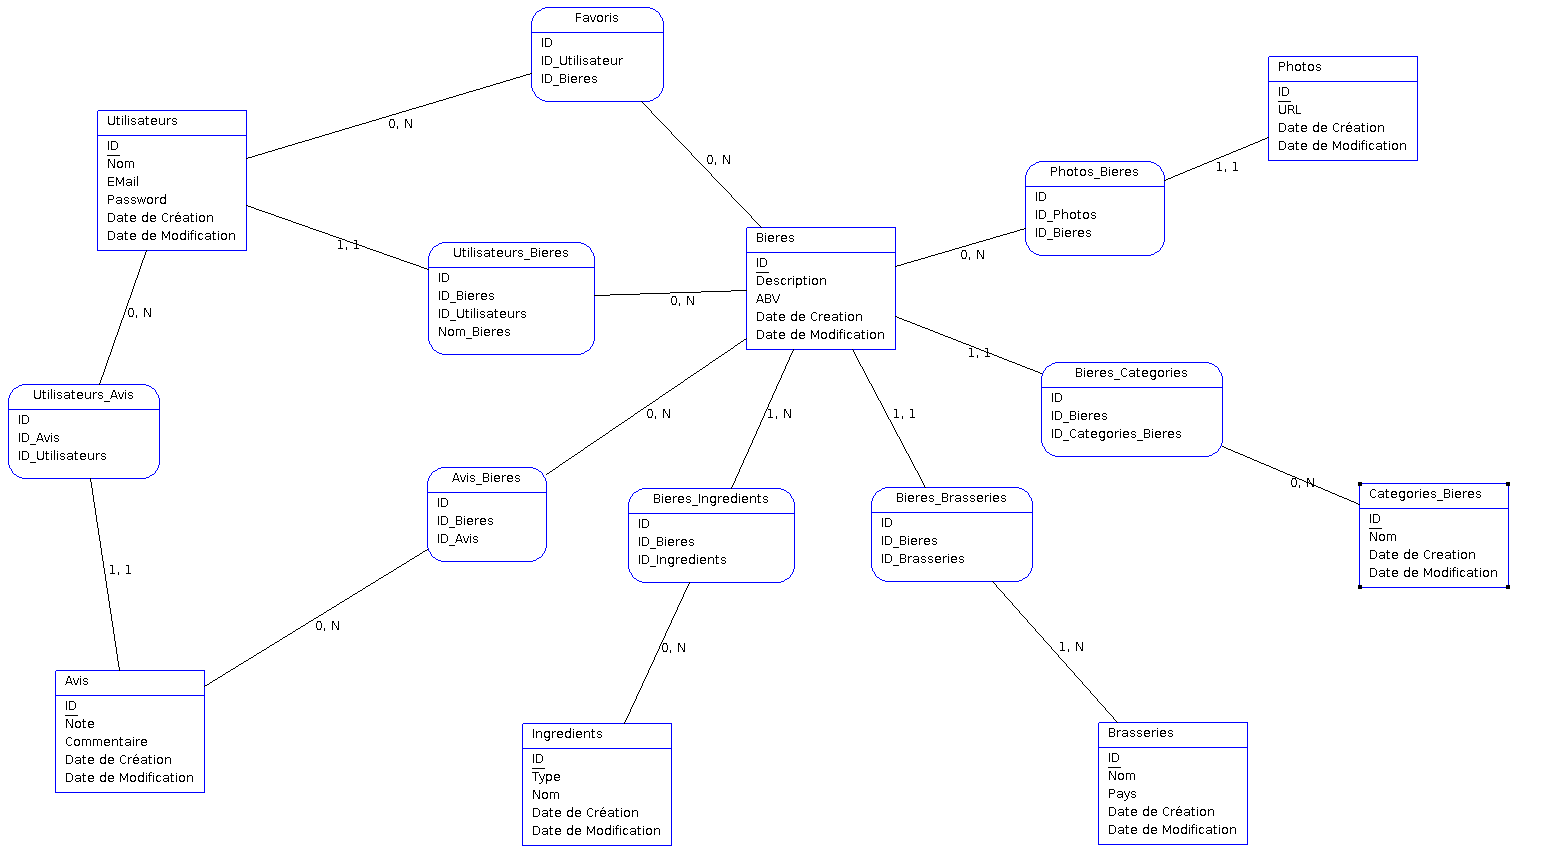 Favoris
ID
ID_Utilisateur
ID_Bieres
Photos
ID
URL
Date de Création
Date de Modification
Utilisateurs
ID
Nom
EMail
Password
Date de Création
Date de Modification
0, N
0, N
1, 1
Photos_Bieres
ID
ID_Photos
ID_Bieres
Bieres
ID
Description
ABV
Date de Creation
Date de Modification
1, 1
Utilisateurs_Bieres
ID
ID_Bieres
ID_Utilisateurs
Nom_Bieres
0, N
0, N
0, N
1, 1
Utilisateurs_Avis
ID
ID_Avis
ID_Utilisateurs
Bieres_Categories
ID
ID_Bieres
ID_Categories_Bieres
0, N
1, N
1, 1
Avis_Bieres
ID
ID_Bieres
ID_Avis
Bieres_Ingredients
ID
ID_Bieres
ID_Ingredients
Bieres_Brasseries
ID
ID_Bieres
ID_Brasseries
0, N
Categories_Bieres
ID
Nom
Date de Creation
Date de Modification
1, 1
0, N
0, N
1, N
Avis
ID
Note
Commentaire
Date de Création
Date de Modification
Ingredients
ID
Type
Nom
Date de Création
Date de Modification
Brasseries
ID
Nom
Pays
Date de Création
Date de Modification